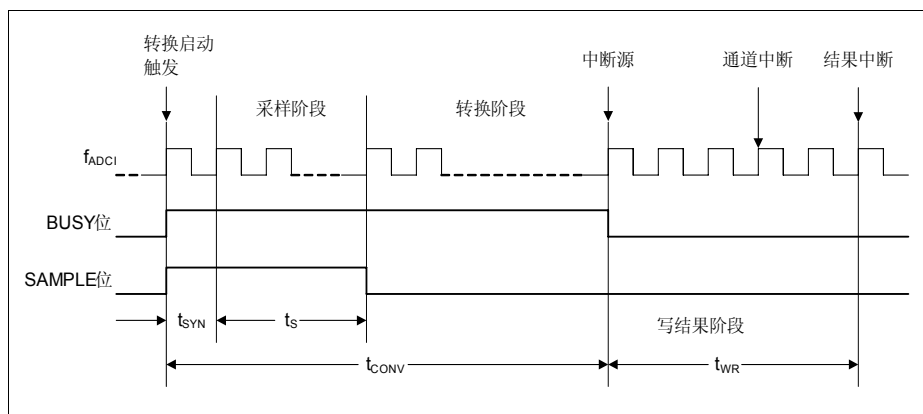 转换启动
触发
中断源
通道中断
结果中断
采样阶段
转换阶段
fADCI
BUSY位
SAMPLE位
tSYN
tS
写结果阶段
tCONV
tWR